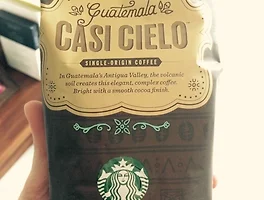 Guatemala
CASI CIELO™
SINGLE-ORIGIN COFFEE
In Guatemala's Antigua Valley, the volcanic
soil creates this elegant, complex coffee.
Bright with a smooth cocoa finish.